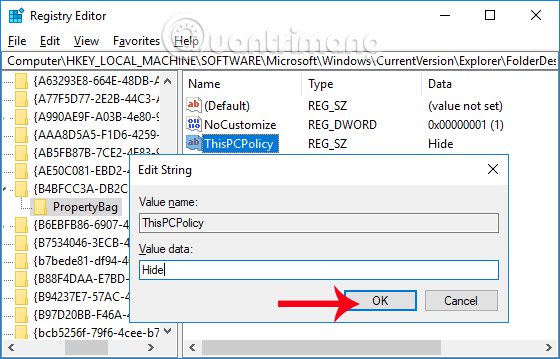 Registry Editor
Quantrimang
File Edit View Favorites Help
Computer\HKEY_LOCAL_MACHINE\SOFTWARE\Microsoft\Windows\CurrentVersion\Explorer\FolderDes
{A63293E8-664E-48DB-A
{A77F5D77-2E2B-44C3-A
{A990AE9F-A03B-4e80-9
{AAA8D5A5-F1D6-4259-
{AB5FB87B-7CE2-4F83-
{AE50C081-EBD2-4
{B4BFCC3A-DB2C
PropertyBag
{B6EBFB86-6907-4
{B7534046-3ECB-4
{b7bede81-df94-4
{B88F4DAA-E7BD-
{B94237E7-57AC-4
{B97D20BB-F46A-4
{bcb5256f-79f6-4cee-b7
Name Type Data
ab (Default) REG_SZ (value not set)
NoCustomize REG_DWORD 0x00000001 (1)
ab ThisPCPolicy REG_SZ Hide
Edit String
Value name:
ThisPCPolicy
Value data:
Hide
OK Cancel